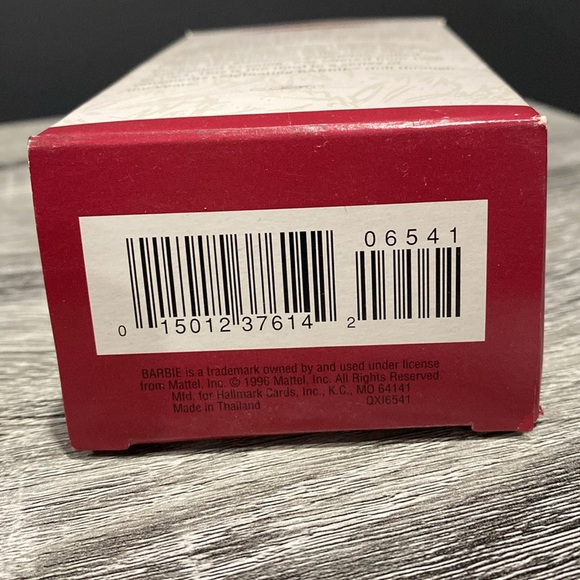 06541
0 15012 37614 2
BARBIE is a trademark owned by and used under license
from Mattel, Inc. © 1996 Mattel, Inc. All Rights Reserved.
Mfd. for Hallmark Cards, Inc., K.C., MO 64141
Made in Thailand QXI6541